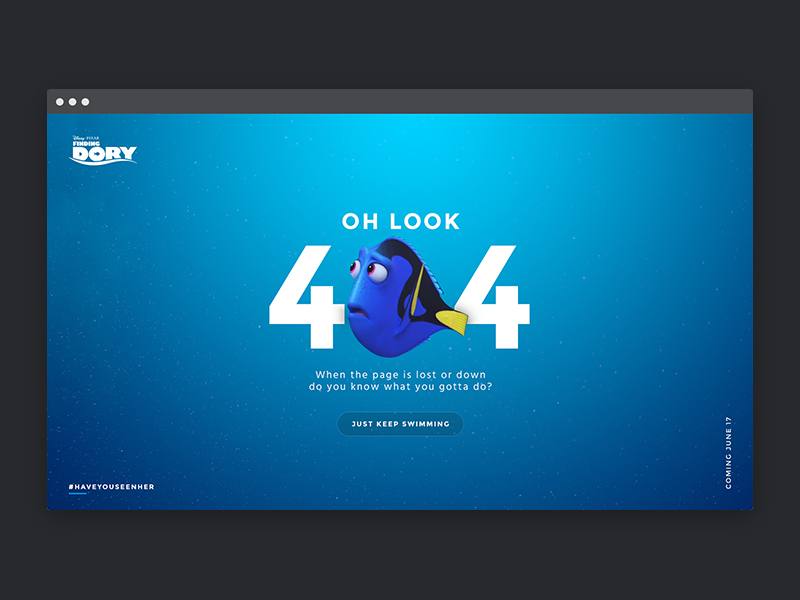 Disney PIXAR
FINDING
DORY
OH LOOK
4 4
When the page is lost or down
do you know what you gotta do?
JUST KEEP SWIMMING
#HAVEYOUSEENHER
COMING JUNE 17